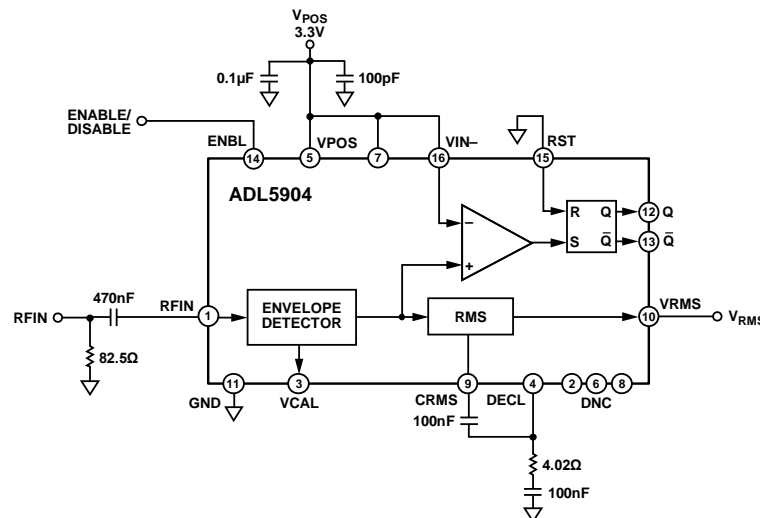 VPOS
3.3V
0.1µF
100pF
ENABLE/
DISABLE
ENBL
VPOS
VIN–
RST
14
5
7
16
15
ADL5904
R
Q
12
Q
–
S
Q̅
13
Q̅
+
470nF
RFIN
RFIN
1
ENVELOPE
DETECTOR
RMS
VRMS
10
VRMS
82.5Ω
11
3
9
4
2
6
8
GND
VCAL
CRMS
DECL
DNC
100nF
4.02Ω
100nF